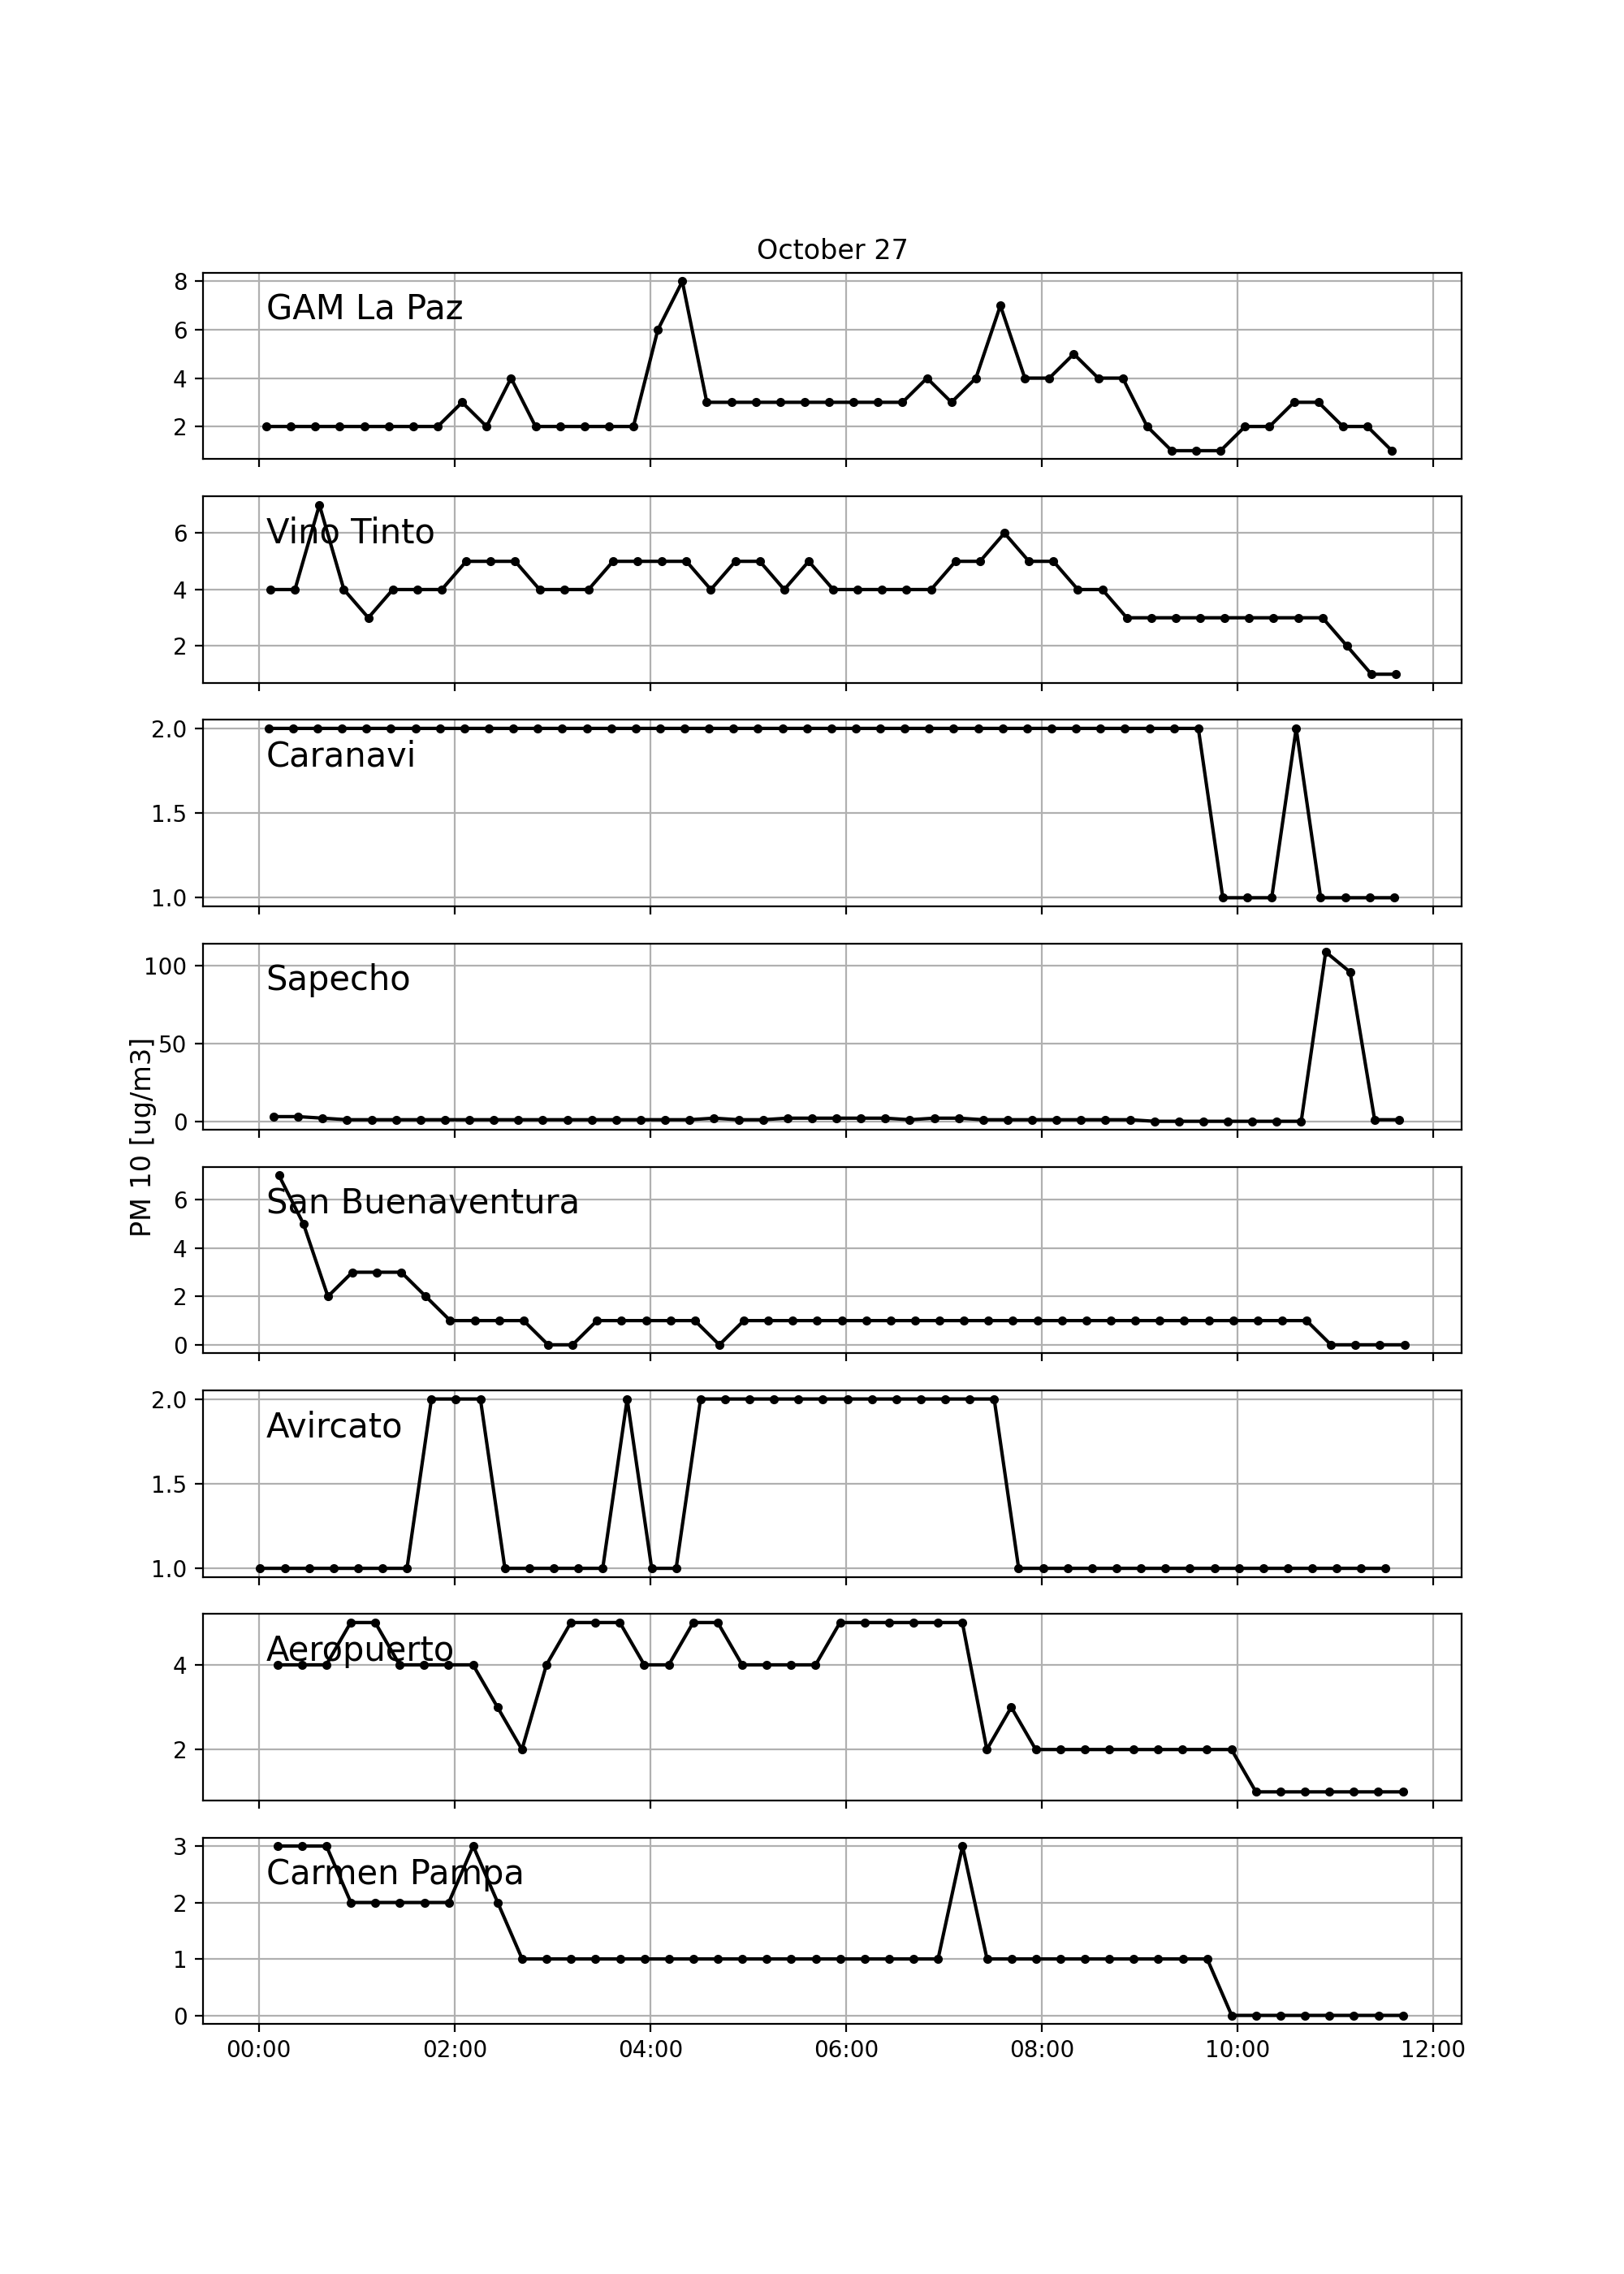 October 27
8
6
4
2
GAM La Paz
6
4
2
Vino Tinto
2.0
1.5
1.0
Caranavi
100
50
0
Sapecho
PM 10 [ug/m3]
6
4
2
0
San Buenaventura
2.0
1.5
1.0
Avircato
4
2
Aeropuerto
3
2
1
0
Carmen Pampa
00:00 02:00 04:00 06:00 08:00 10:00 12:00